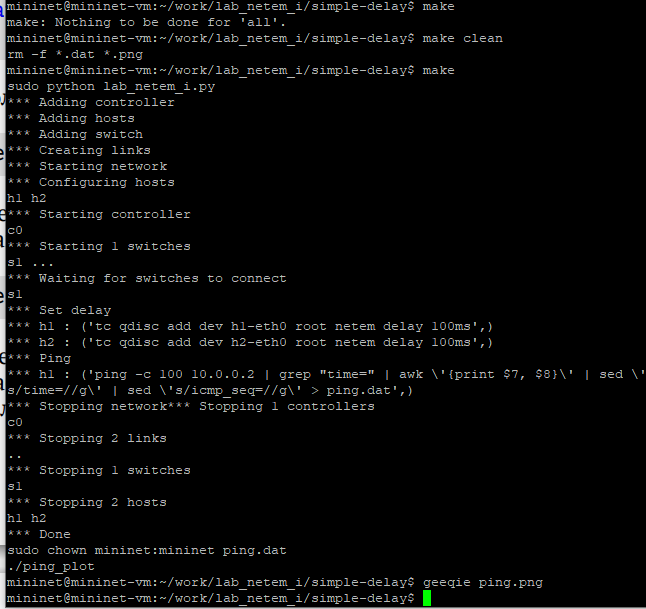 mininet@mininet-vm:~/work/lab_netem_i/simple-delay$ make
make: Nothing to be done for 'all'.
mininet@mininet-vm:~/work/lab_netem_i/simple-delay$ make clean
rm -f *.dat *.png
mininet@mininet-vm:~/work/lab_netem_i/simple-delay$ make
sudo python lab_netem_i.py
*** Adding controller
*** Adding hosts
*** Adding switch
*** Creating links
*** Starting network
*** Configuring hosts
h1 h2
*** Starting controller
c0
*** Starting 1 switches
s1 ...
*** Waiting for switches to connect
s1
*** Set delay
*** h1 : ('tc qdisc add dev h1-eth0 root netem delay 100ms',)
*** h2 : ('tc qdisc add dev h2-eth0 root netem delay 100ms',)
*** Ping
*** h1 : ('ping -c 100 10.0.0.2 | grep "time=" | awk \'{print $7, $8}\' | sed \'
s/time=//g\' | sed \'s/icmp_seq=//g\' > ping.dat',)
*** Stopping network*** Stopping 1 controllers
c0
*** Stopping 2 links
..
*** Stopping 1 switches
s1
*** Stopping 2 hosts
h1 h2
*** Done
sudo chown mininet:mininet ping.dat
./ping_plot
mininet@mininet-vm:~/work/lab_netem_i/simple-delay$ geeqie ping.png
mininet@mininet-vm:~/work/lab_netem_i/simple-delay$